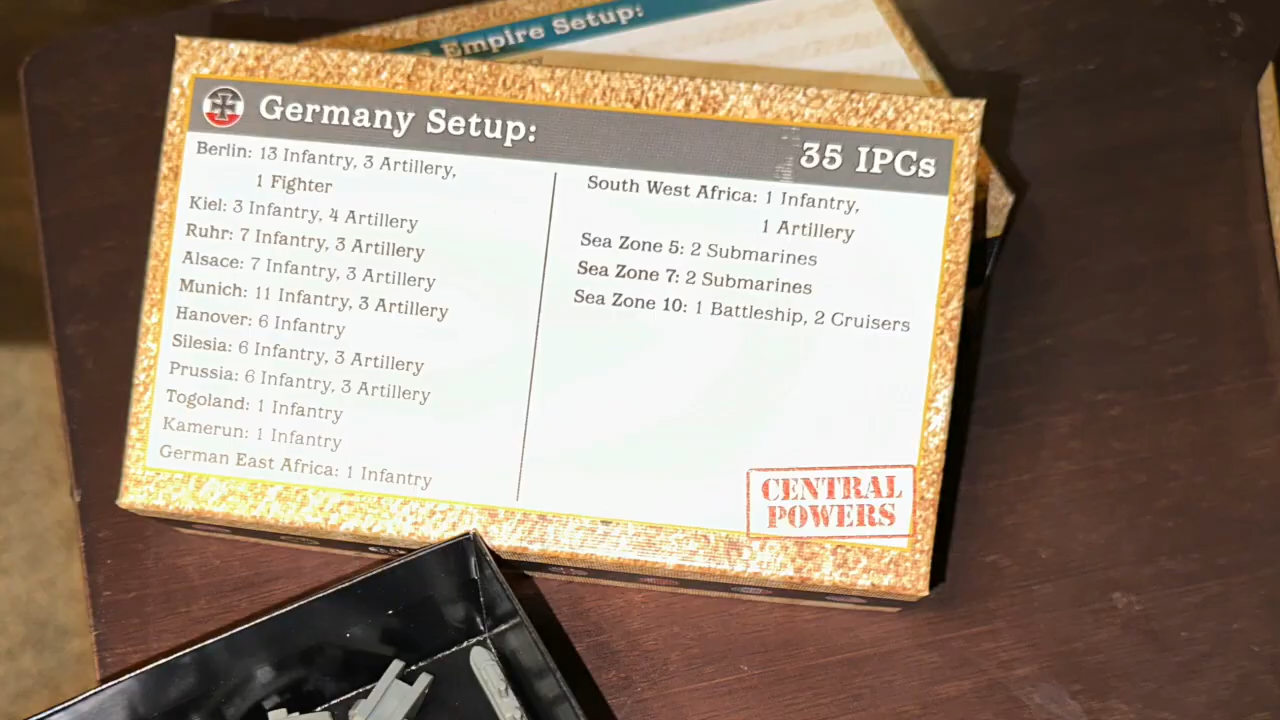 Empire Setup:
Germany Setup:
35 IPCs
Berlin: 13 Infantry, 3 Artillery,
1 Fighter
Kiel: 3 Infantry, 4 Artillery
Ruhr: 7 Infantry, 3 Artillery
Alsace: 7 Infantry, 3 Artillery
Munich: 11 Infantry, 3 Artillery
Hanover: 6 Infantry
Silesia: 6 Infantry, 3 Artillery
Prussia: 6 Infantry, 3 Artillery
Togoland: 1 Infantry
Kamerun: 1 Infantry
German East Africa: 1 Infantry
South West Africa: 1 Infantry,
1 Artillery
Sea Zone 5: 2 Submarines
Sea Zone 7: 2 Submarines
Sea Zone 10: 1 Battleship, 2 Cruisers
CENTRAL
POWERS